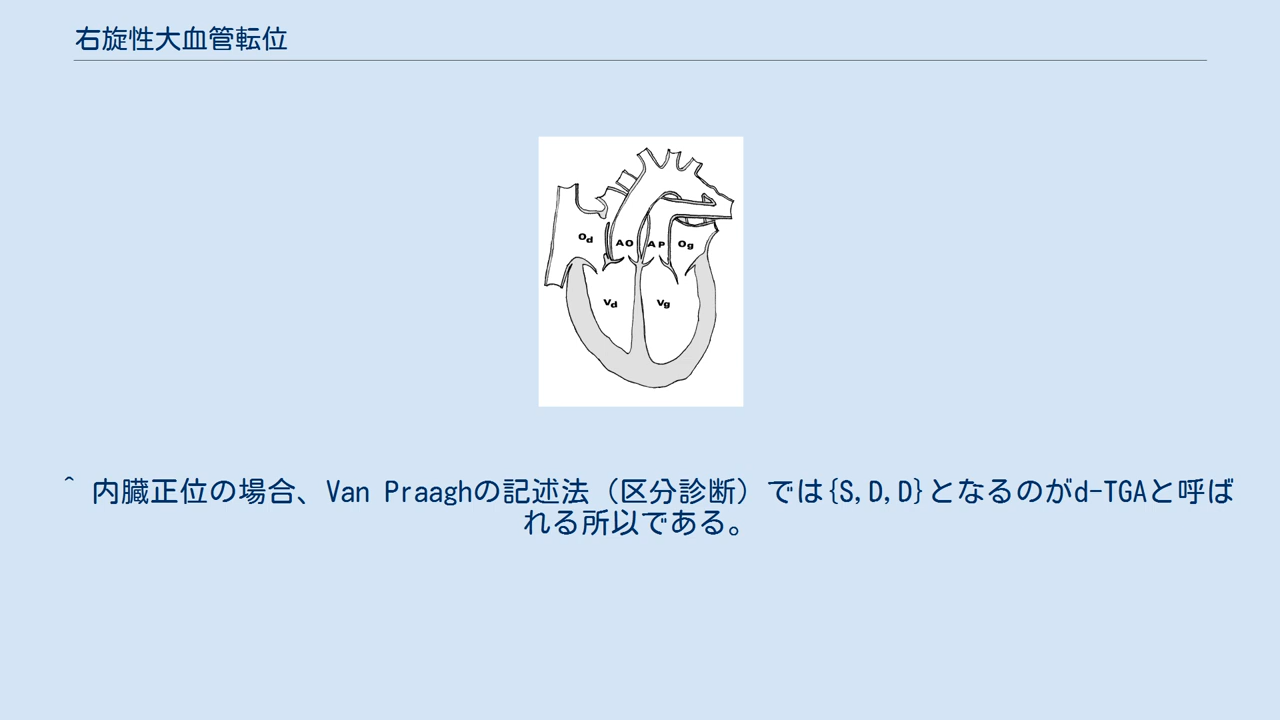 右旋性大血管転位
Od
AO
AP
Og
Vd
Vg
^ 内臓正位の場合、Van Praaghの記述法（区分診断）では{S,D,D}となるのがd-TGAと呼ば
れる所以である。